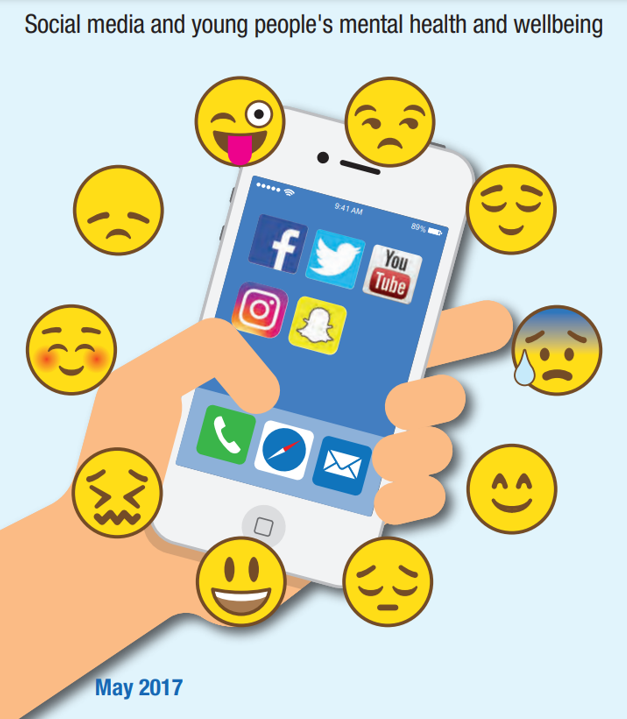 Social media and young people's mental health and wellbeing
9:41 AM
89%
f
You
Tube
May 2017